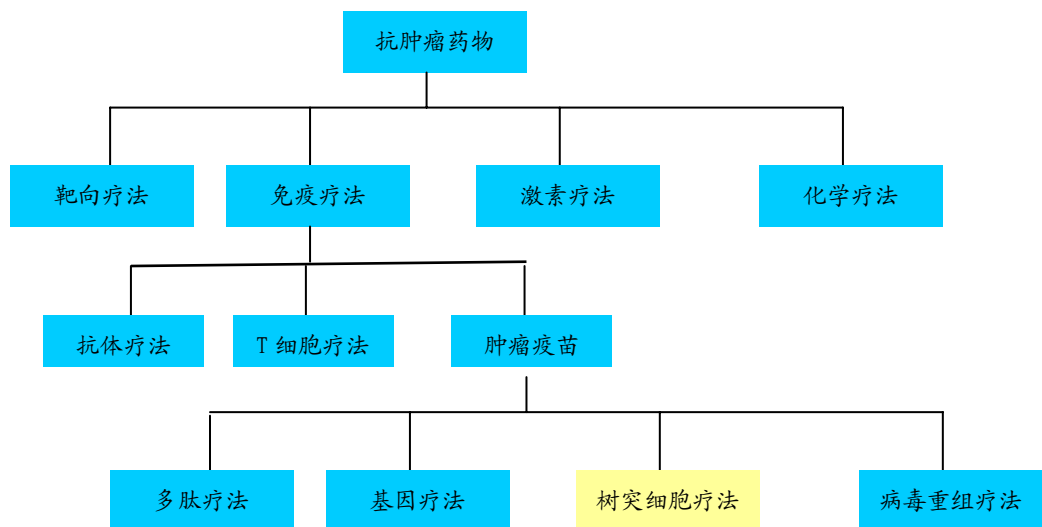 抗肿瘤药物
靶向疗法
免疫疗法
激素疗法
化学疗法
抗体疗法
T 细胞疗法
肿瘤疫苗
多肽疗法
基因疗法
树突细胞疗法
病毒重组疗法